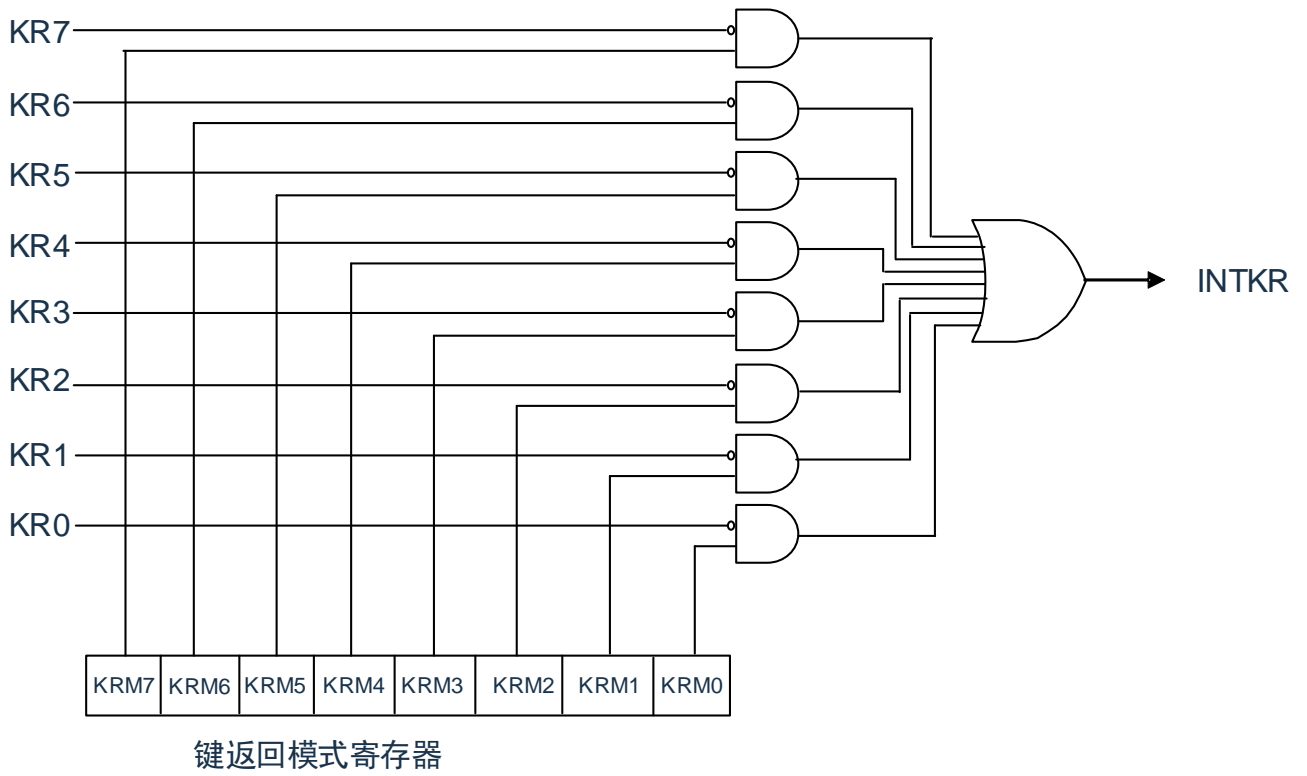 KR7
KR6
KR5
KR4
KR3
KR2
KR1
KR0
INTKR
KRM7 KRM6 KRM5 KRM4 KRM3 KRM2 KRM1 KRM0
键返回模式寄存器